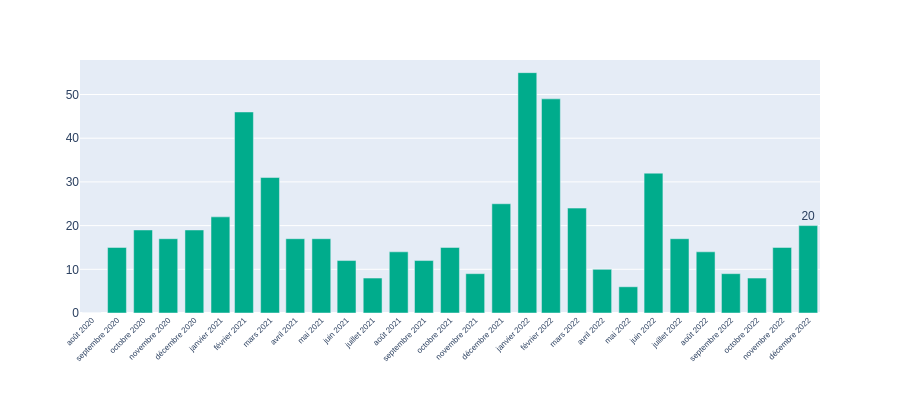 50
40
30
20
10
0
20
août 2020
septembre 2020
octobre 2020
novembre 2020
décembre 2020
janvier 2021
février 2021
mars 2021
avril 2021
mai 2021
juin 2021
juillet 2021
août 2021
septembre 2021
octobre 2021
novembre 2021
décembre 2021
janvier 2022
février 2022
mars 2022
avril 2022
mai 2022
juin 2022
juillet 2022
août 2022
septembre 2022
octobre 2022
novembre 2022
décembre 2022